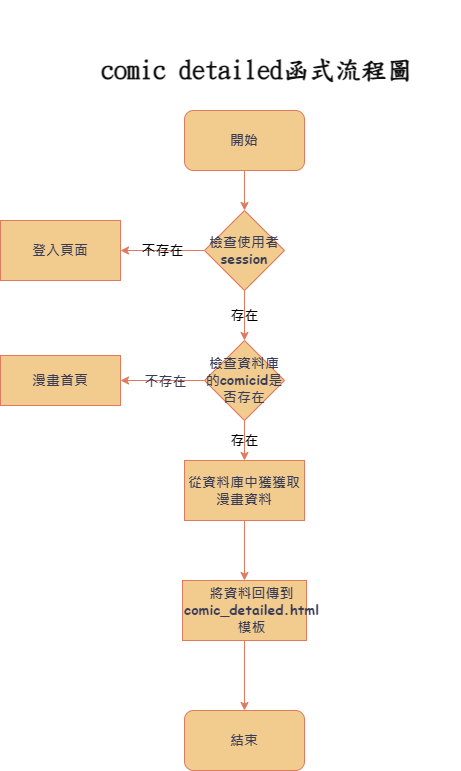 comic detailed函式流程圖
開始
檢查使用者
session
不存在
登入頁面
存在
檢查資料庫
的comicid是
否存在
不存在
漫畫首頁
存在
從資料庫中獲獲取
漫畫資料
將資料回傳到
comic_detailed.html
模板
結束